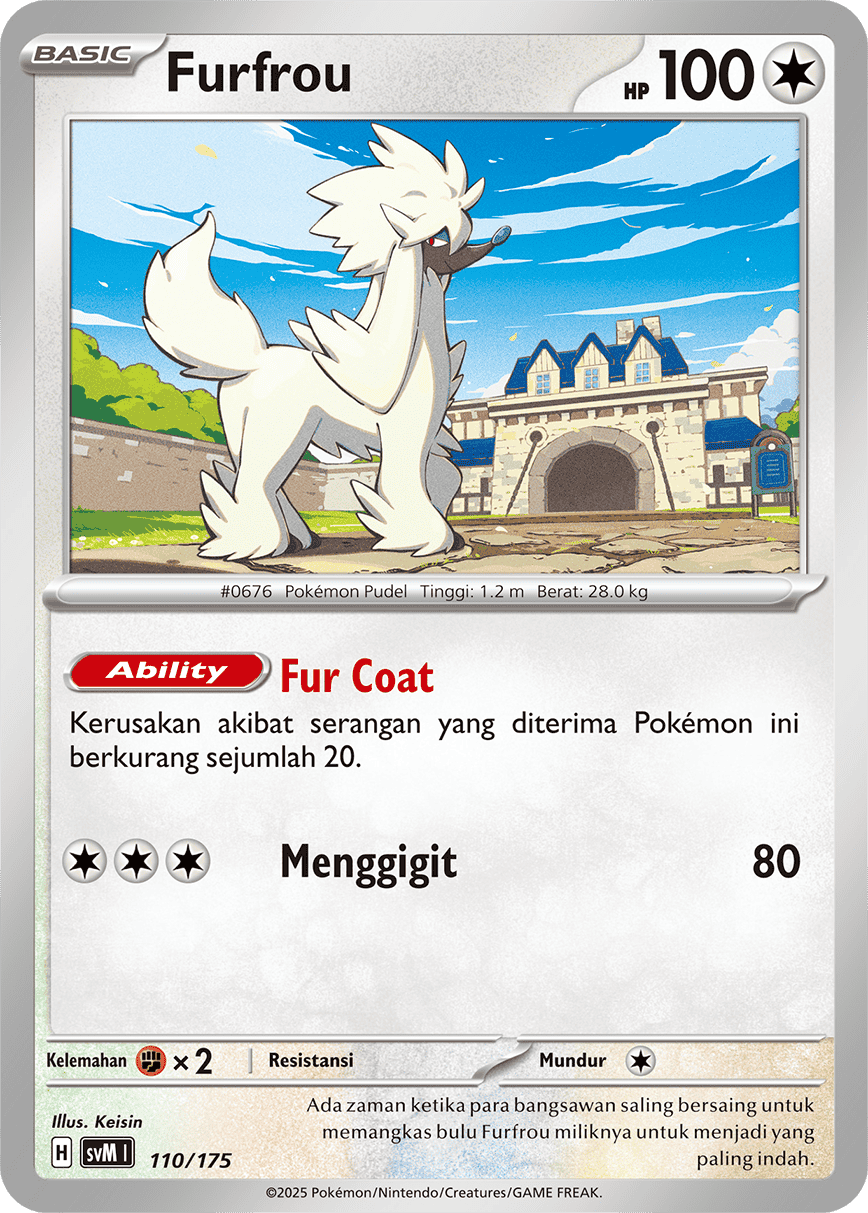 BASIC
Furfrou
HP 100
#0676 Pokémon Pudel Tinggi: 1.2 m Berat: 28.0 kg
Ability Fur Coat
Kerusakan akibat serangan yang diterima Pokémon ini
berkurang sejumlah 20.
Menggigit 80
Kelemahan ×2 Resistansi Mundur
Ada zaman ketika para bangsawan saling bersaing untuk
memangkas bulu Furfrou miliknya untuk menjadi yang
paling indah.
Illus. Keisin
H svM I 110/175
©2025 Pokémon/Nintendo/Creatures/GAME FREAK.